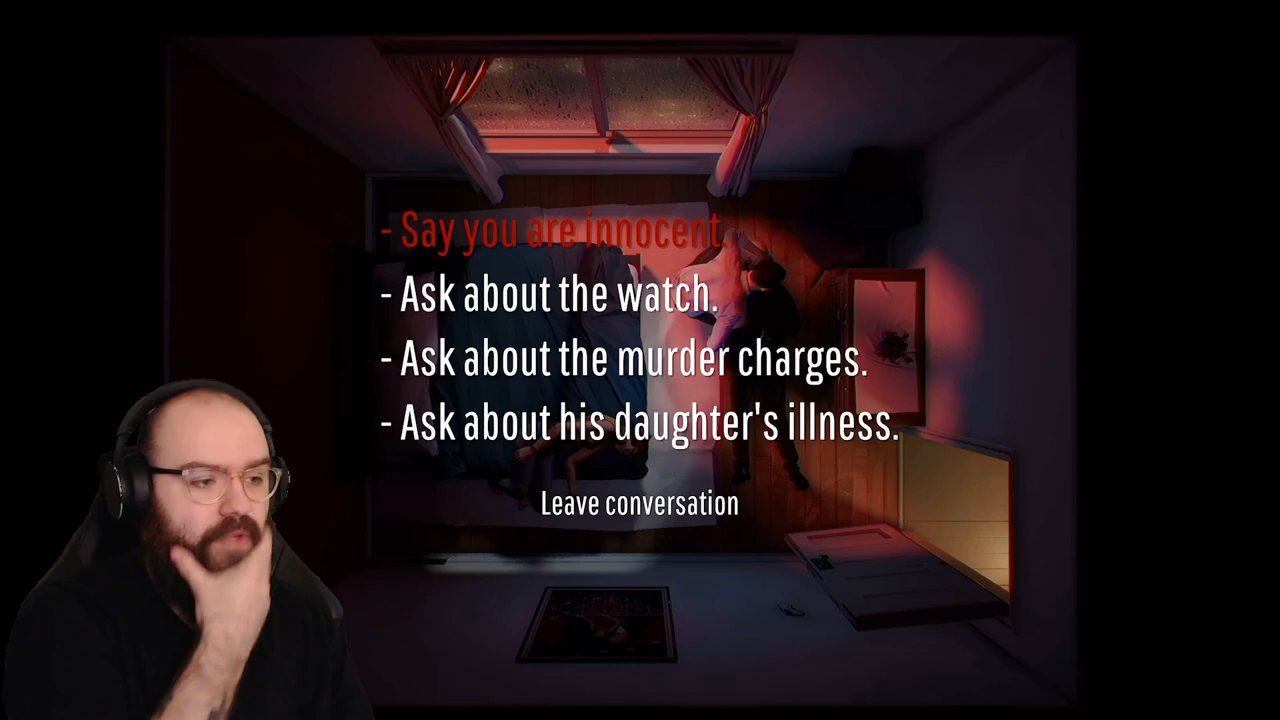 - Say you are innocent.
- Ask about the watch.
- Ask about the murder charges.
- Ask about his daughter's illness.
Leave conversation